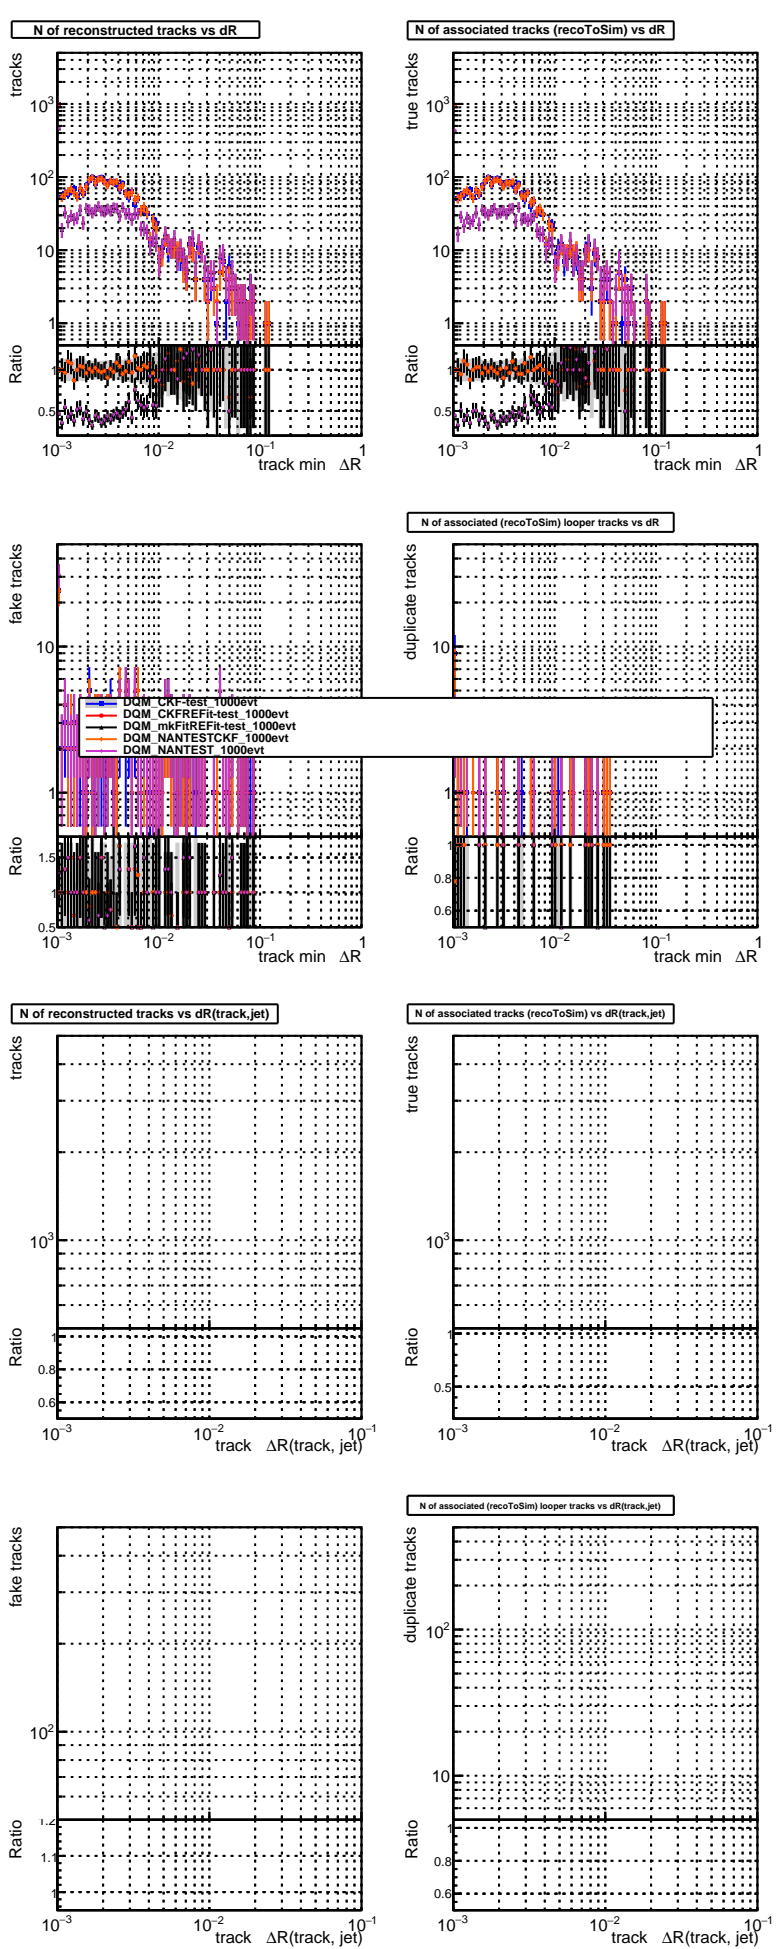 N of reconstructed tracks vs dR
tracks
10³
10²
10
1
Ratio
1
0.5
10⁻³ 10⁻² 10⁻¹ 1
track min ΔR
N of associated tracks (recoToSim) vs dR
true tracks
10³
10²
10
1
Ratio
1
0.5
10⁻³ 10⁻² 10⁻¹ 1
track min ΔR
fake tracks
10
1
Ratio
1.5
1
0.5
10⁻³ 10⁻² 10⁻¹ 1
track min ΔR
N of associated (recoToSim) looper tracks vs dR
duplicate tracks
10
1
Ratio
1
0.8
0.6
10⁻³ 10⁻² 10⁻¹ 1
track min ΔR
DQM_CKF-test_1000evt
DQM_CKFREFit-test_1000evt
DQM_mkFitREFit-test_1000evt
DQM_NANTESTCKF_1000evt
DQM_NANTEST_1000evt
N of reconstructed tracks vs dR(track,jet)
tracks
10³
Ratio
1
0.8
0.6
10⁻³ 10⁻² 10⁻¹
track ΔR(track, jet)
N of associated tracks (recoToSim) vs dR(track,jet)
true tracks
10³
Ratio
1
0.5
10⁻³ 10⁻² 10⁻¹
track ΔR(track, jet)
fake tracks
10²
Ratio
1.2
1.1
1
10⁻³ 10⁻² 10⁻¹
track ΔR(track, jet)
N of associated (recoToSim) looper tracks vs dR(track,jet)
duplicate tracks
10²
10
Ratio
1
0.8
0.6
10⁻³ 10⁻² 10⁻¹
track ΔR(track, jet)